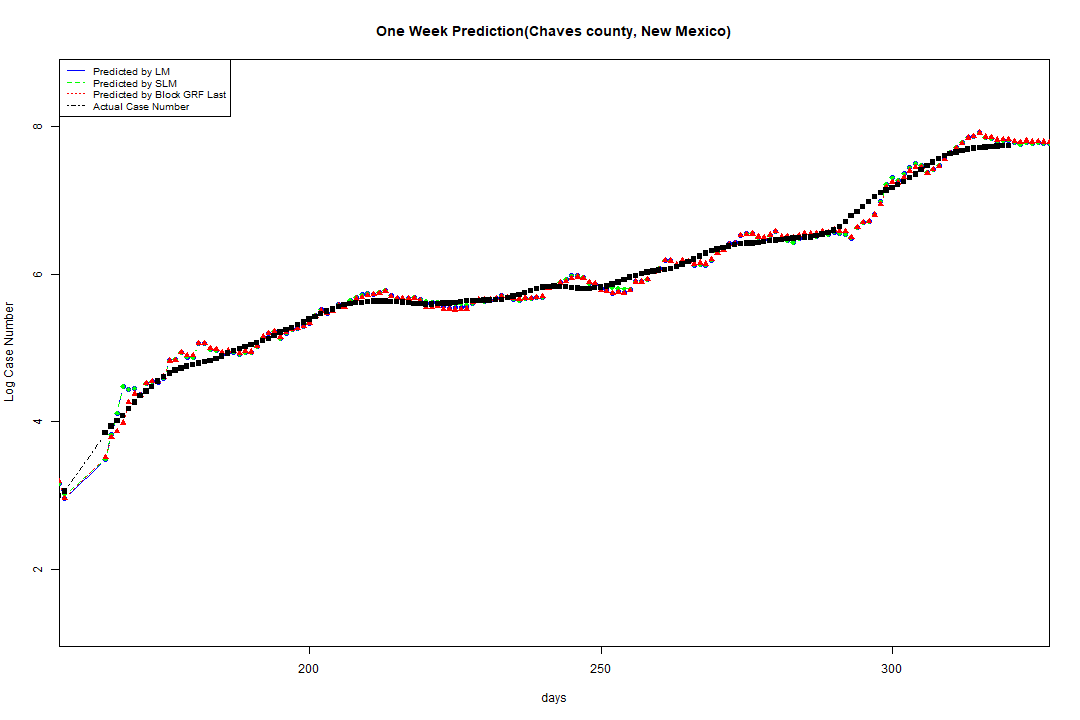 One Week Prediction(Chaves county, New Mexico)
Predicted by LM
Predicted by SLM
Predicted by Block GRF Last
Actual Case Number
8
6
4
2
Log Case Number
200 250 300
days